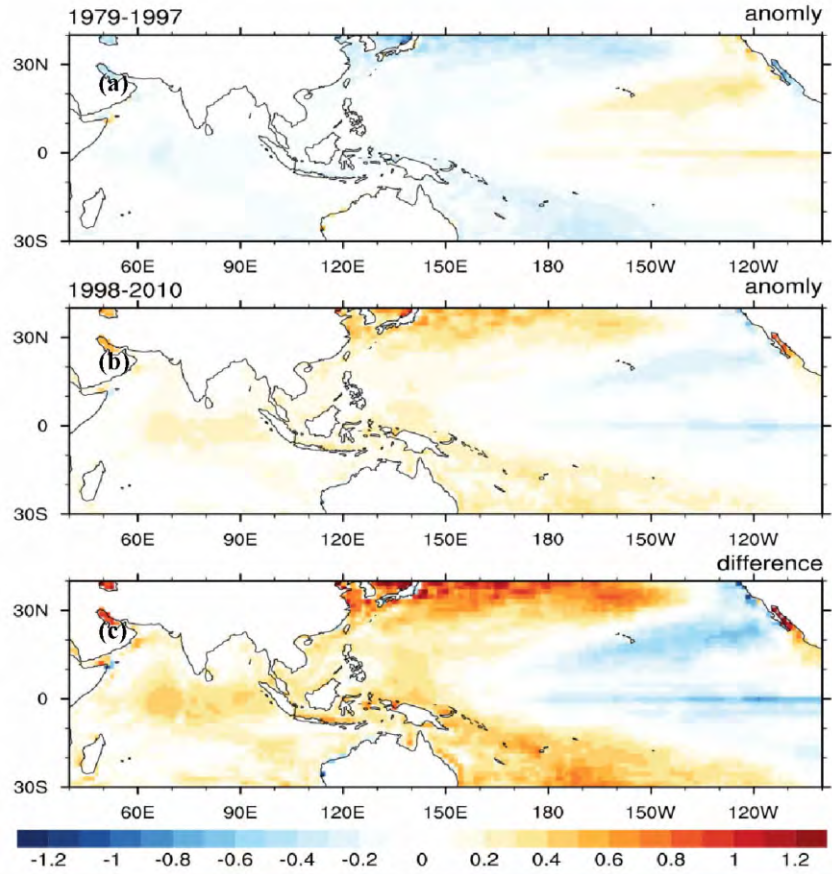 1979-1997 anomly
30N
(a)
0
30S
60E 90E 120E 150E 180 150W 120W
1998-2010 anomly
30N
(b)
0
30S
60E 90E 120E 150E 180 150W 120W
difference
30N
(c)
0
30S
60E 90E 120E 150E 180 150W 120W
-1.2 -1 -0.8 -0.6 -0.4 -0.2 0 0.2 0.4 0.6 0.8 1 1.2